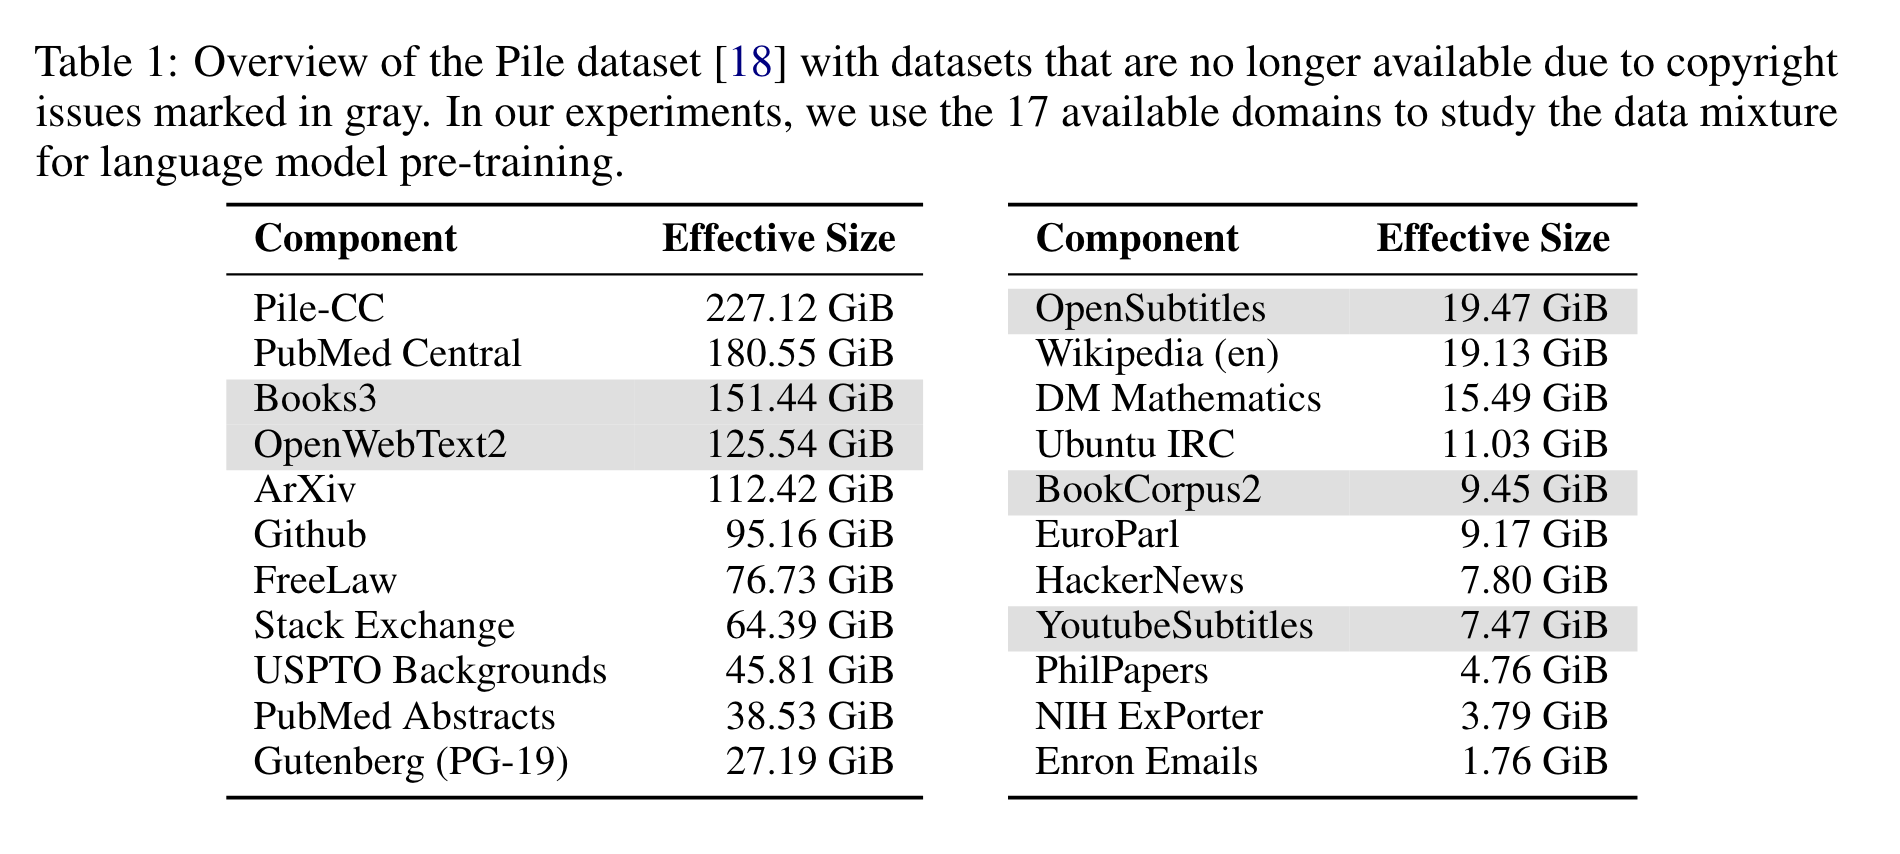 Table 1: Overview of the Pile dataset [18] with datasets that are no longer available due to copyright
issues marked in gray. In our experiments, we use the 17 available domains to study the data mixture
for language model pre-training.
Component Effective Size
Pile-CC 227.12 GiB
PubMed Central 180.55 GiB
Books3 151.44 GiB
OpenWebText2 125.54 GiB
ArXiv 112.42 GiB
Github 95.16 GiB
FreeLaw 76.73 GiB
Stack Exchange 64.39 GiB
USPTO Backgrounds 45.81 GiB
PubMed Abstracts 38.53 GiB
Gutenberg (PG-19) 27.19 GiB
Component Effective Size
OpenSubtitles 19.47 GiB
Wikipedia (en) 19.13 GiB
DM Mathematics 15.49 GiB
Ubuntu IRC 11.03 GiB
BookCorpus2 9.45 GiB
EuroParl 9.17 GiB
HackerNews 7.80 GiB
YoutubeSubtitles 7.47 GiB
PhilPapers 4.76 GiB
NIH ExPorter 3.79 GiB
Enron Emails 1.76 GiB